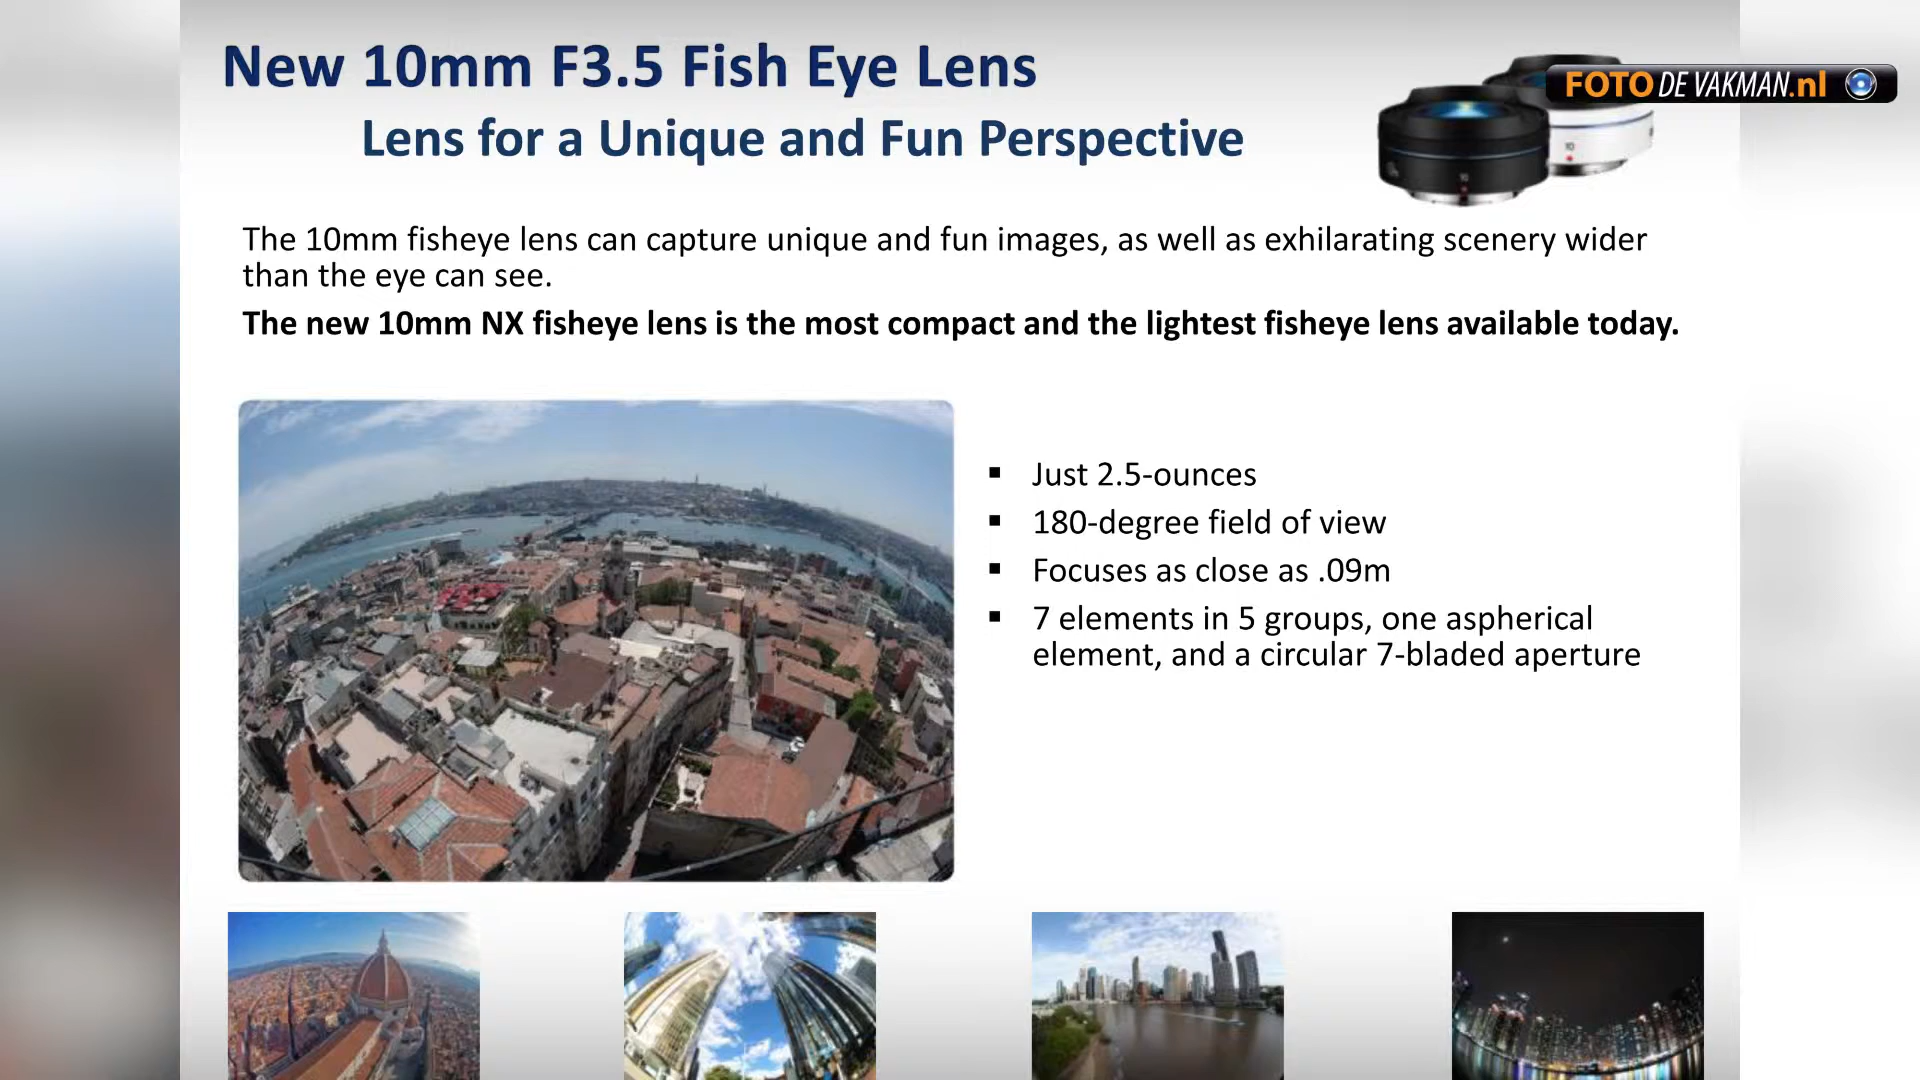 New 10mm F3.5 Fish Eye Lens
Lens for a Unique and Fun Perspective
FOTO DE VAKMAN.nl
10
10
The 10mm fisheye lens can capture unique and fun images, as well as exhilarating scenery wider
than the eye can see.
The new 10mm NX fisheye lens is the most compact and the lightest fisheye lens available today.
▪ Just 2.5-ounces
▪ 180-degree field of view
▪ Focuses as close as .09m
▪ 7 elements in 5 groups, one aspherical
element, and a circular 7-bladed aperture